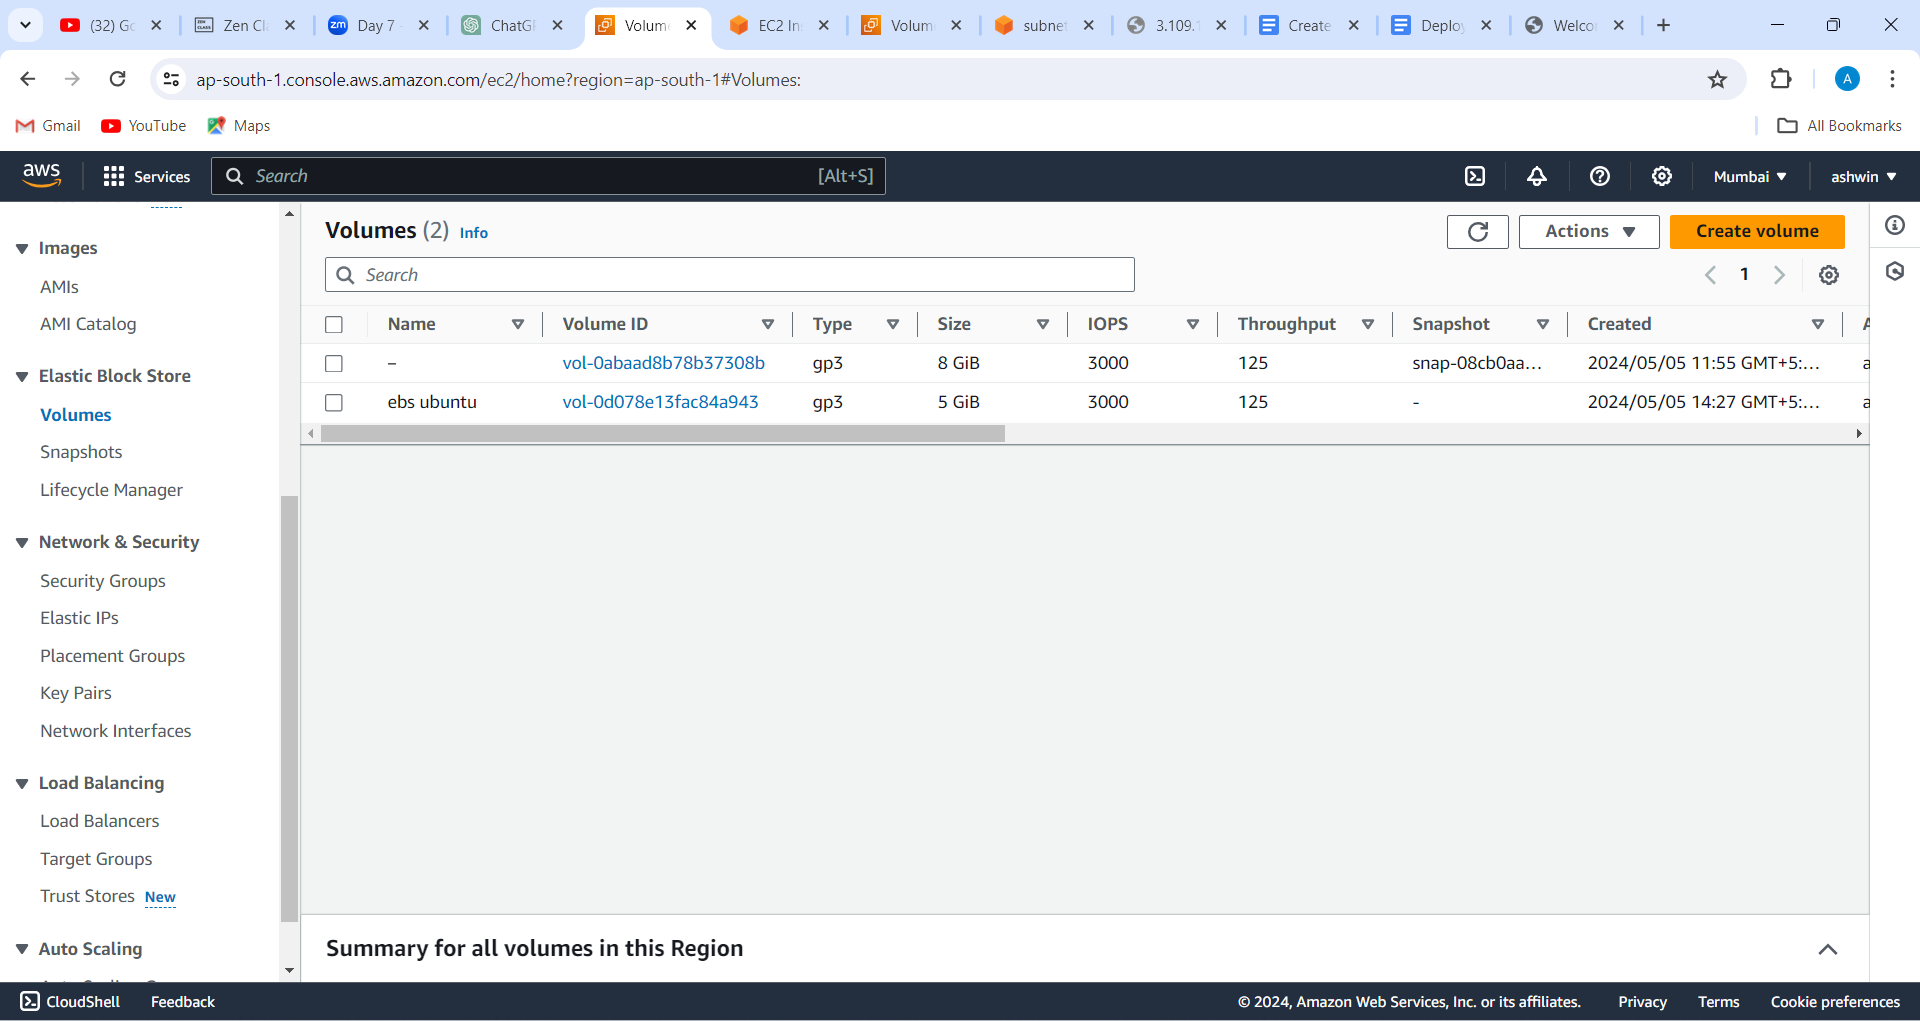 (32) Go
Zen Cl
Day 7 -
ChatGP
Volume
EC2 In
Volum
subnet
3.109.1
Create
Deploy
Welco
ap-south-1.console.aws.amazon.com/ec2/home?region=ap-south-1#Volumes:
A
Gmail YouTube Maps All Bookmarks
aws Services Search [Alt+S] Mumbai ashwin
Images
AMIs
AMI Catalog
Elastic Block Store
Volumes
Snapshots
Lifecycle Manager
Network & Security
Security Groups
Elastic IPs
Placement Groups
Key Pairs
Network Interfaces
Load Balancing
Load Balancers
Target Groups
Trust Stores New
Auto Scaling
Volumes (2) Info
Actions Create volume
Search
1
Name Volume ID Type Size IOPS Throughput Snapshot Created
– vol-0abaad8b78b37308b gp3 8 GiB 3000 125 snap-08cb0aa... 2024/05/05 11:55 GMT+5:...
ebs ubuntu vol-0d078e13fac84a943 gp3 5 GiB 3000 125 - 2024/05/05 14:27 GMT+5:...
Summary for all volumes in this Region
CloudShell Feedback © 2024, Amazon Web Services, Inc. or its affiliates. Privacy Terms Cookie preferences